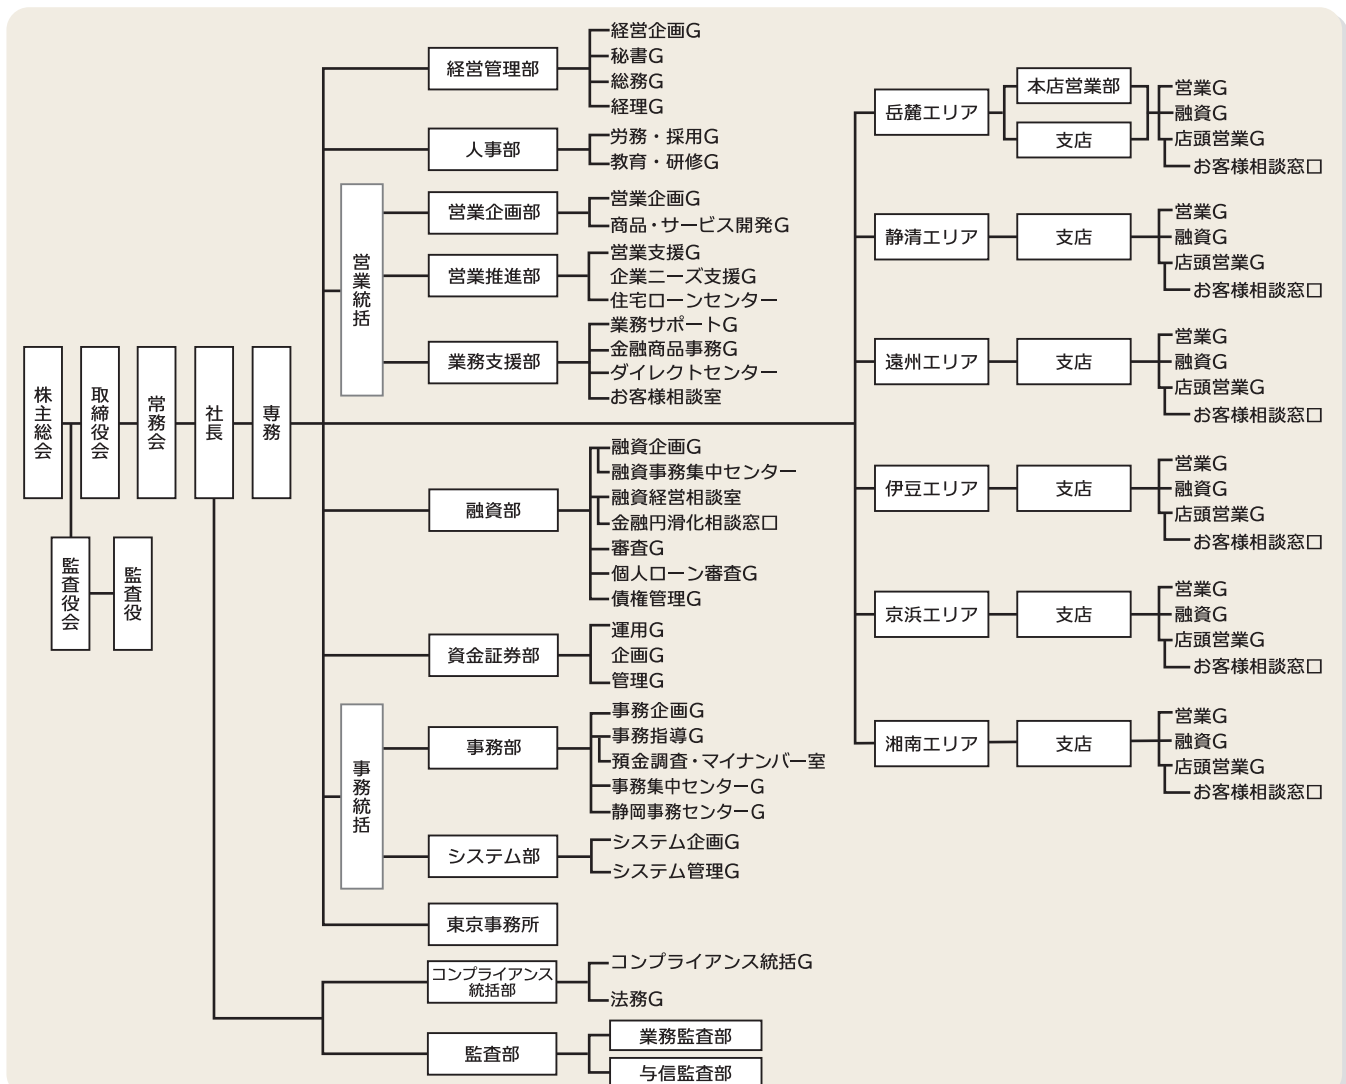 株主総会
取締役会
常務会
社長
専務
監査役会
監査役
経営管理部
経営企画G
秘書G
総務G
経理G
人事部
労務・採用G
教育・研修G
営業統括
営業企画部
営業企画G
商品・サービス開発G
営業推進部
営業支援G
企業ニーズ支援G
住宅ローンセンター
業務支援部
業務サポートG
金融商品事務G
ダイレクトセンター
お客様相談室
融資部
融資企画G
融資事務集中センター
融資経営相談室
金融円滑化相談窓口
審査G
個人ローン審査G
債権管理G
資金証券部
運用G
企画G
管理G
事務統括
事務部
事務企画G
事務指導G
預金調査・マイナンバー室
事務集中センターG
静岡事務センターG
システム部
システム企画G
システム管理G
東京事務所
コンプライアンス
統括部
コンプライアンス統括G
法務G
監査部
業務監査部
与信監査部
岳麓エリア
本店営業部
支店
営業G
融資G
店頭営業G
お客様相談窓口
静清エリア
支店
営業G
融資G
店頭営業G
お客様相談窓口
遠州エリア
支店
営業G
融資G
店頭営業G
お客様相談窓口
伊豆エリア
支店
営業G
融資G
店頭営業G
お客様相談窓口
京浜エリア
支店
営業G
融資G
店頭営業G
お客様相談窓口
湘南エリア
支店
営業G
融資G
店頭営業G
お客様相談窓口